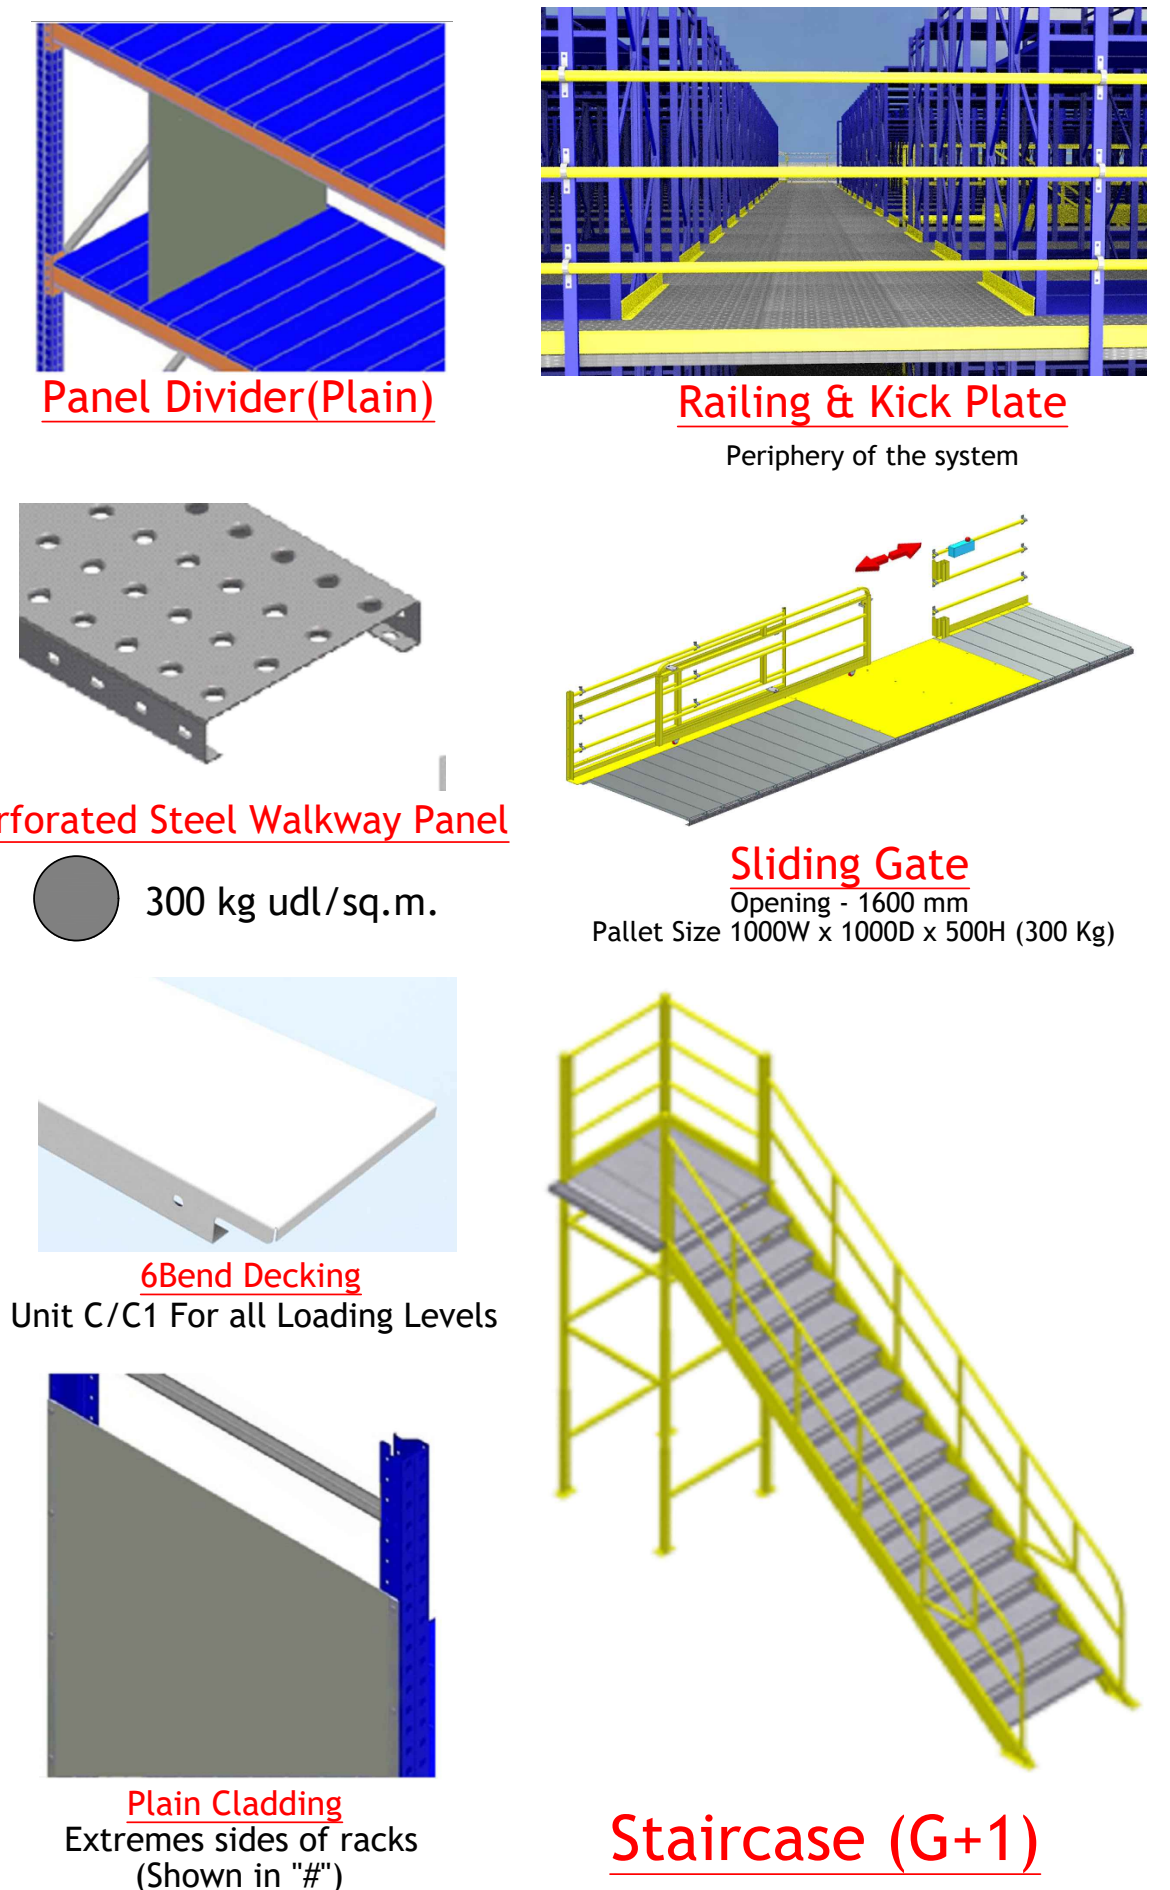 Panel Divider(Plain)
Railing & Kick Plate
Periphery of the system
rforated Steel Walkway Panel
300 kg udl/sq.m.
Sliding Gate
Opening - 1600 mm
Pallet Size 1000W x 1000D x 500H (300 Kg)
6Bend Decking
Unit C/C1 For all Loading Levels
Plain Cladding
Extremes sides of racks
(Shown in "#")
Staircase (G+1)